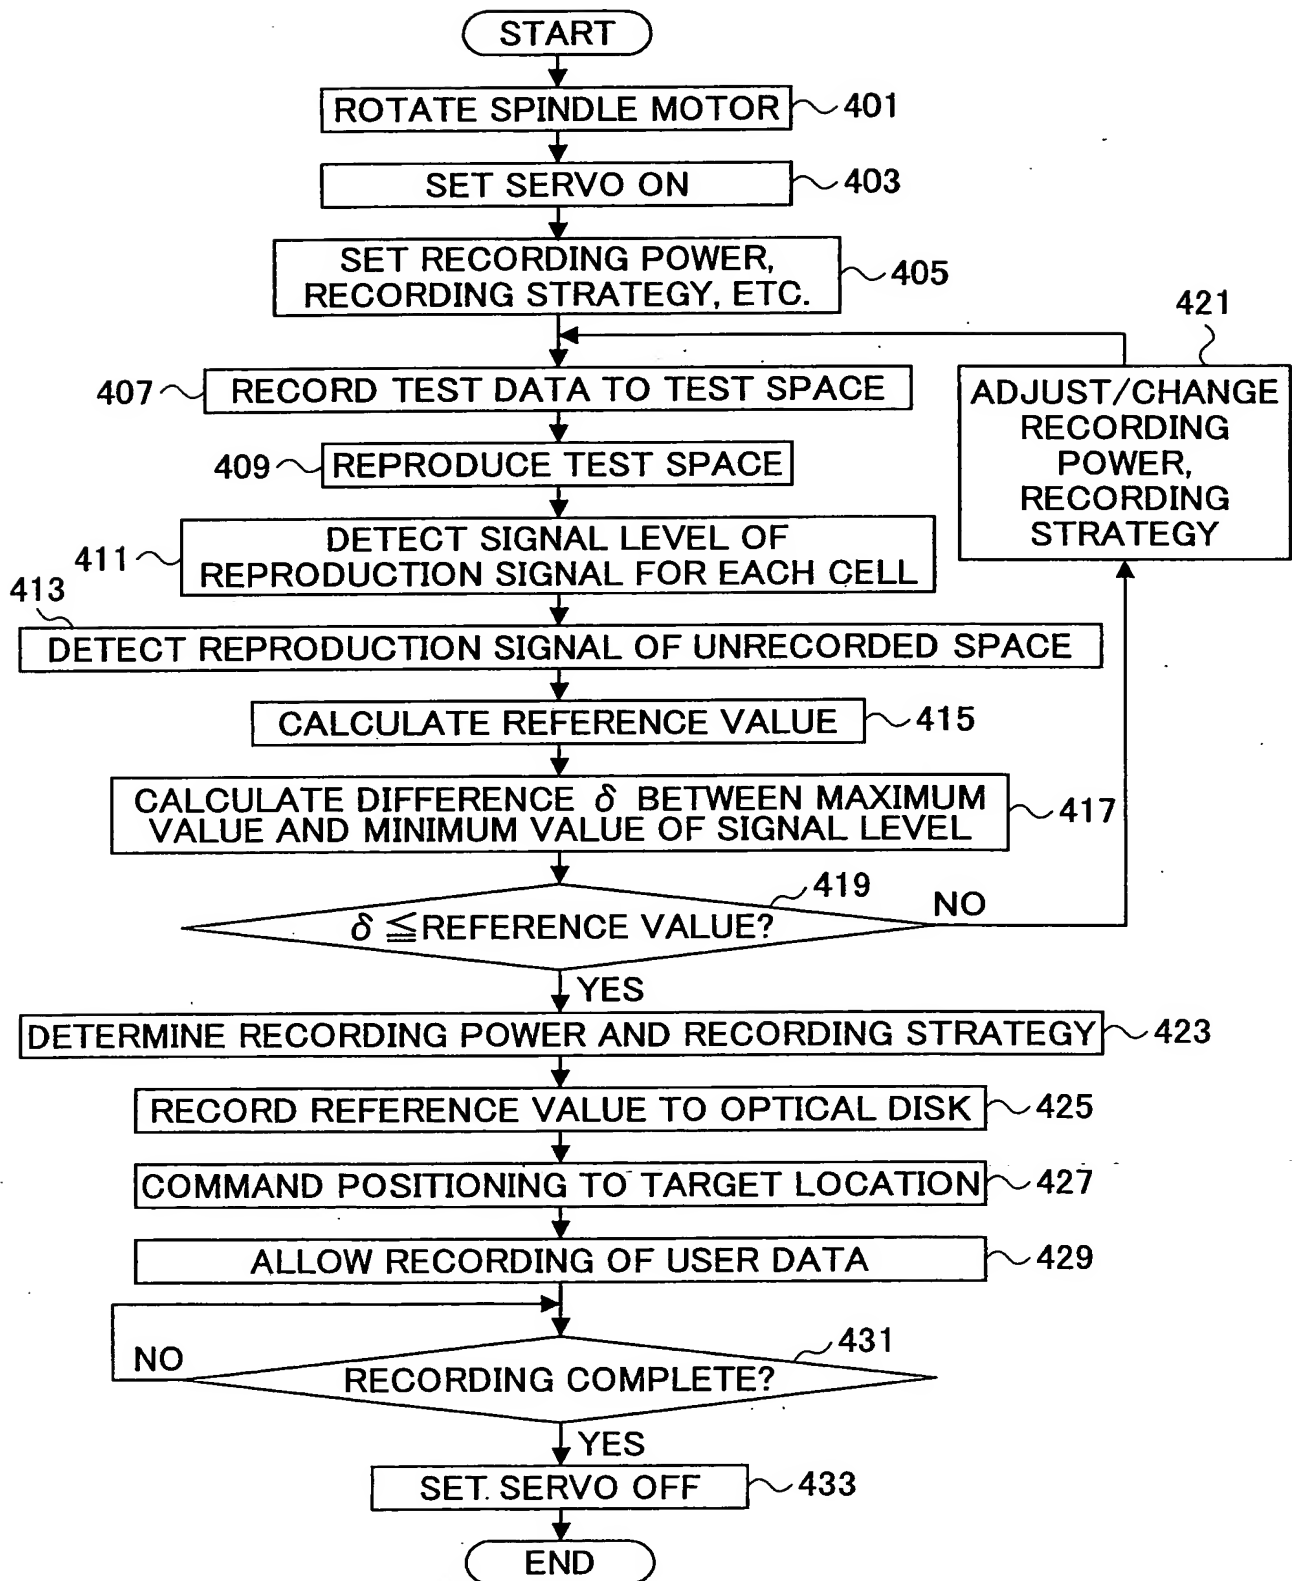 START
ROTATE SPINDLE MOTOR
401
SET SERVO ON
403
SET RECORDING POWER,
RECORDING STRATEGY, ETC.
405
421
ADJUST/CHANGE
RECORDING
POWER,
RECORDING
STRATEGY
407
RECORD TEST DATA TO TEST SPACE
409
REPRODUCE TEST SPACE
411
DETECT SIGNAL LEVEL OF
REPRODUCTION SIGNAL FOR EACH CELL
413
DETECT REPRODUCTION SIGNAL OF UNRECORDED SPACE
CALCULATE REFERENCE VALUE
415
CALCULATE DIFFERENCE δ BETWEEN MAXIMUM
VALUE AND MINIMUM VALUE OF SIGNAL LEVEL
417
419
δ ≦REFERENCE VALUE?
NO
YES
DETERMINE RECORDING POWER AND RECORDING STRATEGY
423
RECORD REFERENCE VALUE TO OPTICAL DISK
425
COMMAND POSITIONING TO TARGET LOCATION
427
ALLOW RECORDING OF USER DATA
429
431
NO
RECORDING COMPLETE?
YES
SET SERVO OFF
433
END